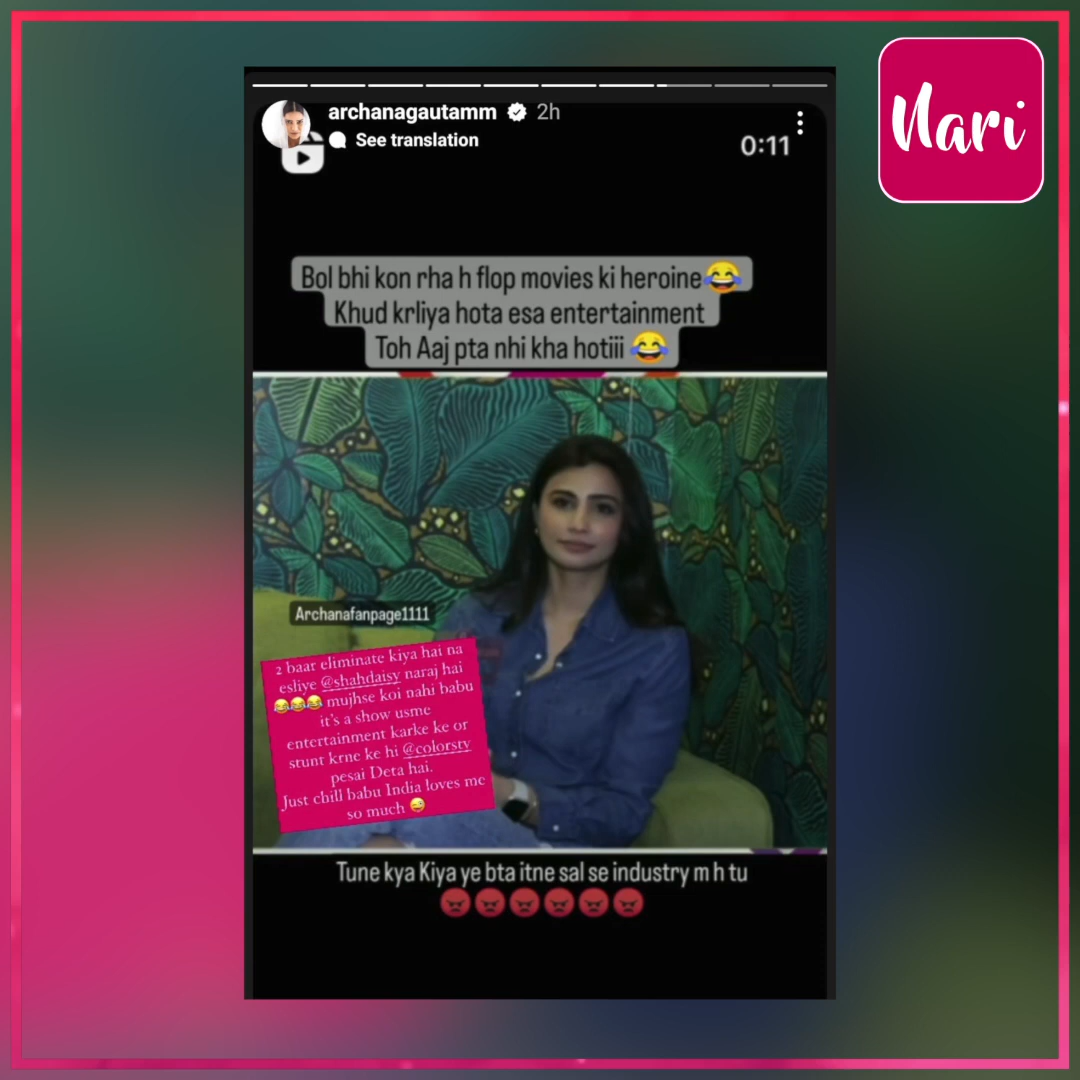 Nari
archanagautamm 2h
See translation
0:11
Bol bhi kon rha h flop movies ki heroine😂
Khud krliya hota esa entertainment
Toh Aaj pta nhi kha hotiii 😂
Archanafanpage1111
2 baar eliminate kiya hai na
esliye @shahdaisy naraj hai
😂😂😂 mujhse koi nahi babu
it's a show usme
entertainment karke ke or
stunt krne ke hi @colorstv
pesai Deta hai.
Just chill babu India loves me
so much 😜
Tune kya Kiya ye bta itne sal se industry m h tu
😡😡😡😡😡😡